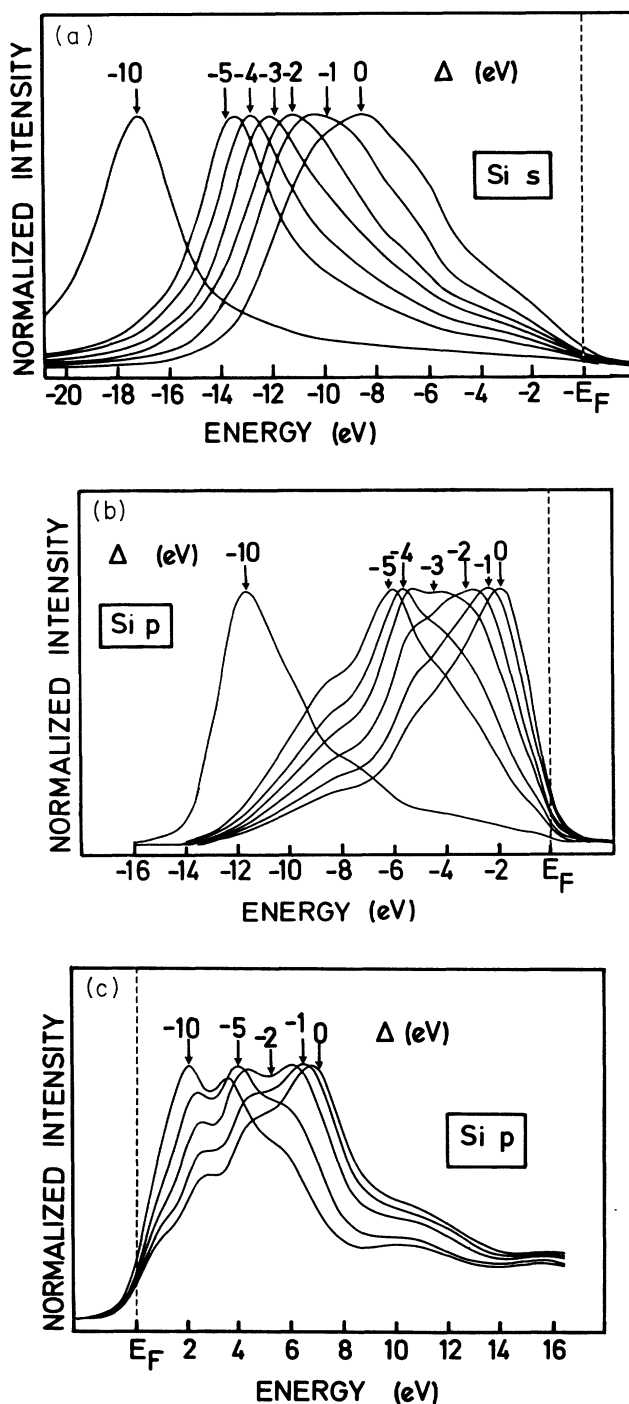 (a)
-10 -5 -4 -3 -2 -1 0 Δ (eV)
Si s
NORMALIZED INTENSITY
-20 -18 -16 -14 -12 -10 -8 -6 -4 -2 -E_F
ENERGY (eV)
(b)
Δ (eV) -10 -5 -4 -3 -2 -1 0
Si p
NORMALIZED INTENSITY
-16 -14 -12 -10 -8 -6 -4 -2 E_F
ENERGY (eV)
(c)
-10 -5 -2 -1 0 Δ (eV)
Si p
NORMALIZED INTENSITY
E_F 2 4 6 8 10 12 14 16
ENERGY (eV)